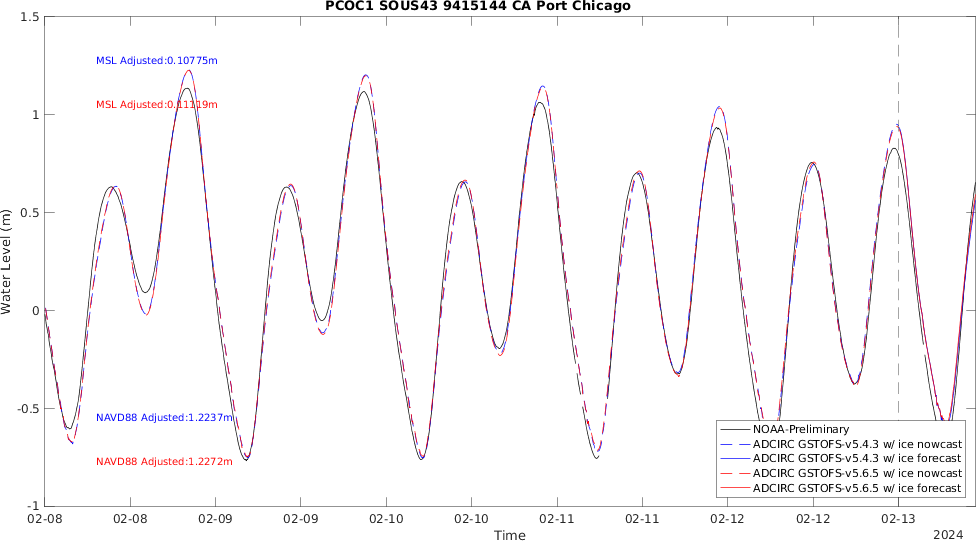 PCOC1 SOUS43 9415144 CA Port Chicago
1.5
1
0.5
0
-0.5
-1
Water Level (m)
MSL Adjusted:0.10775m
MSL Adjusted:0.11119m
NAVD88 Adjusted:1.2237m
NAVD88 Adjusted:1.2272m
NOAA-Preliminary
ADCIRC GSTOFS-v5.4.3 w/ ice nowcast
ADCIRC GSTOFS-v5.4.3 w/ ice forecast
ADCIRC GSTOFS-v5.6.5 w/ ice nowcast
ADCIRC GSTOFS-v5.6.5 w/ ice forecast
02-08 02-08 02-09 02-09 02-10 02-10 02-11 02-11 02-12 02-12 02-13
Time
2024